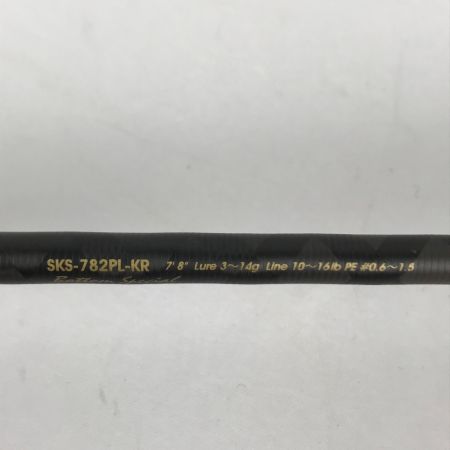 SKS-782PL-KR 7'8" Lure 3～14g Line 10～16lb PE #0.6～1.5
Bottom Special